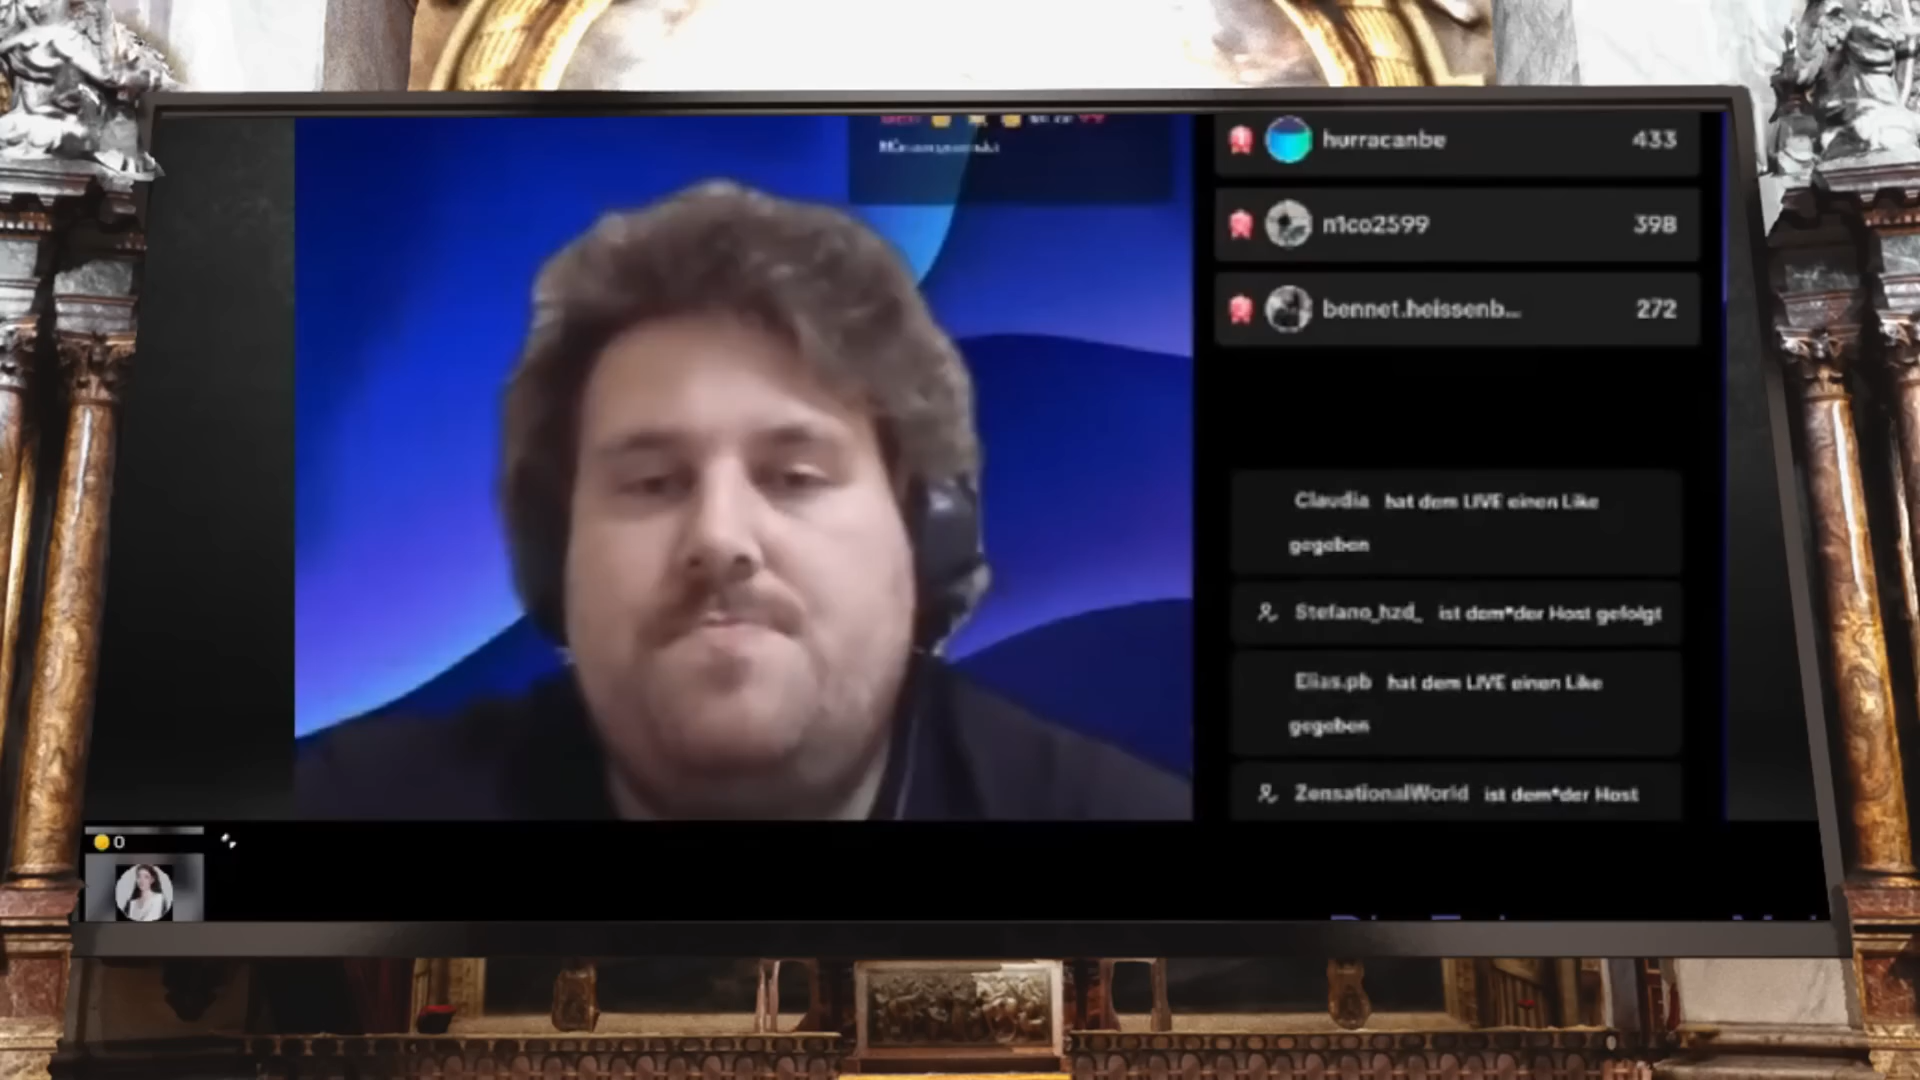 hurracanbe 433
n1co2599 398
bennet.heissenb... 272
Claudia hat dem LIVE einen Like
gegeben
Stefano_hzd_ ist dem*der Host gefolgt
Elias.pb hat dem LIVE einen Like
gegeben
ZensationalWorld ist dem*der Host
0